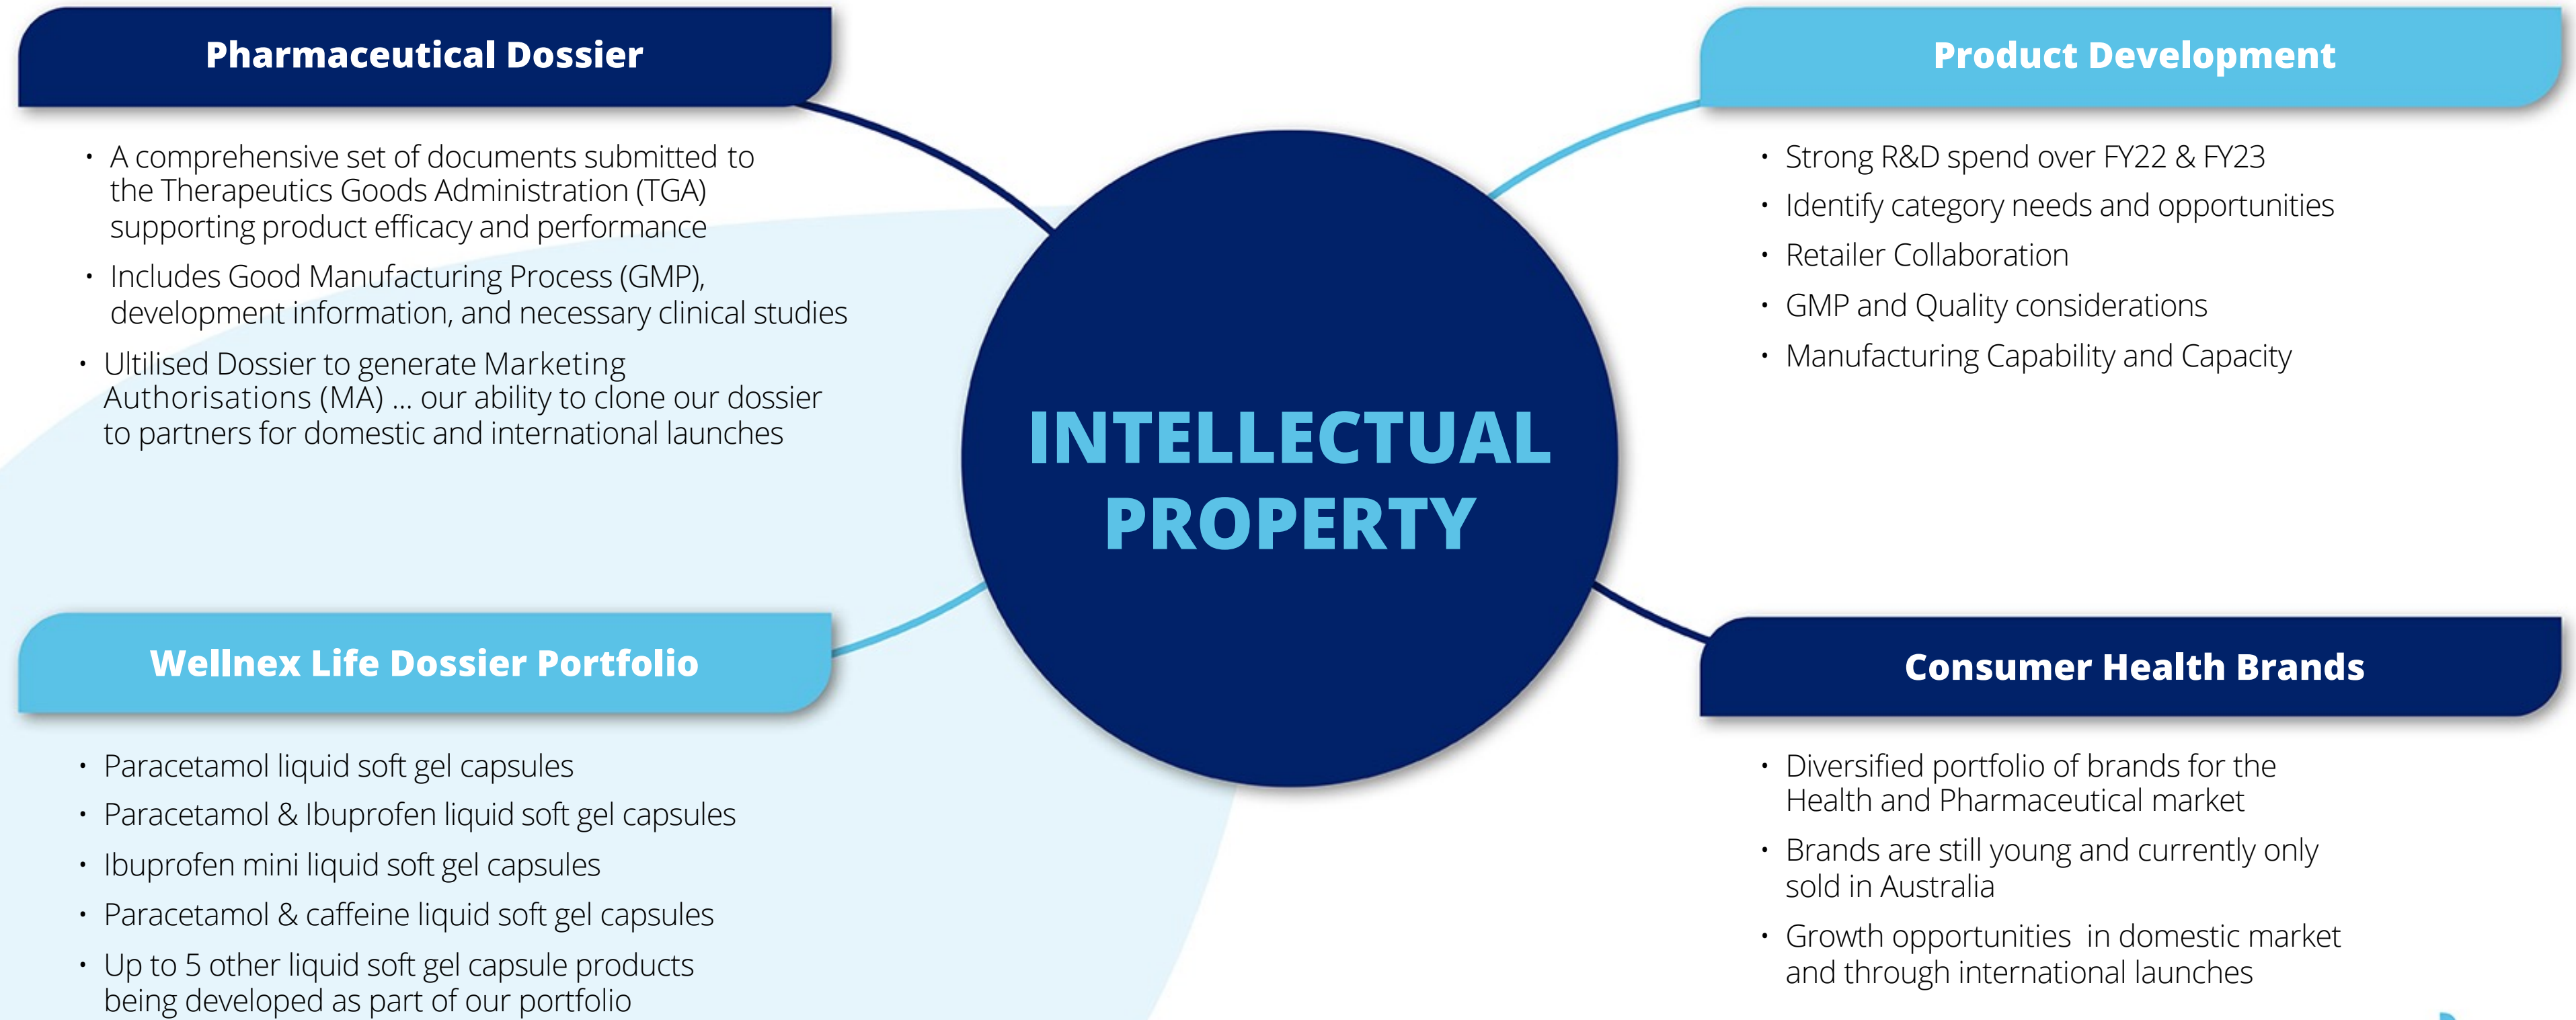 Pharmaceutical Dossier
• A comprehensive set of documents submitted to
the Therapeutics Goods Administration (TGA)
supporting product efficacy and performance
• Includes Good Manufacturing Process (GMP),
development information, and necessary clinical studies
• Ultilised Dossier to generate Marketing
Authorisations (MA) ... our ability to clone our dossier
to partners for domestic and international launches
Product Development
• Strong R&D spend over FY22 & FY23
• Identify category needs and opportunities
• Retailer Collaboration
• GMP and Quality considerations
• Manufacturing Capability and Capacity
INTELLECTUAL
PROPERTY
Wellnex Life Dossier Portfolio
• Paracetamol liquid soft gel capsules
• Paracetamol & Ibuprofen liquid soft gel capsules
• Ibuprofen mini liquid soft gel capsules
• Paracetamol & caffeine liquid soft gel capsules
• Up to 5 other liquid soft gel capsule products
being developed as part of our portfolio
Consumer Health Brands
• Diversified portfolio of brands for the
Health and Pharmaceutical market
• Brands are still young and currently only
sold in Australia
• Growth opportunities  in domestic market
and through international launches